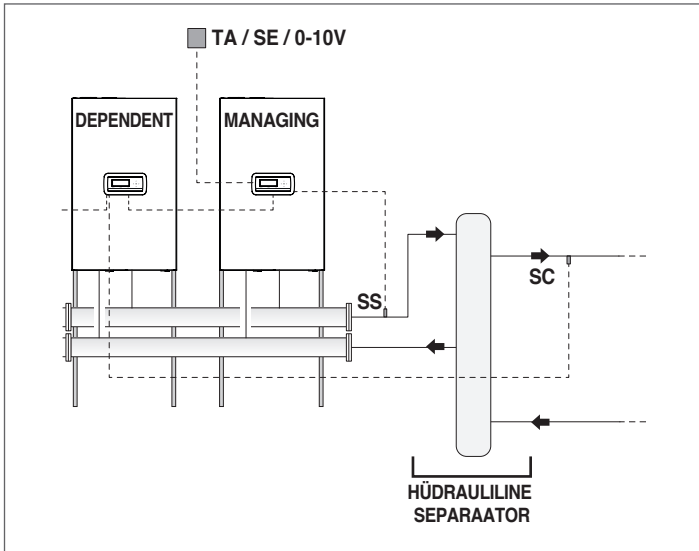 TA / SE / 0-10V
DEPENDENT
MANAGING
SS
SC
HÜDRAULILINE
SEPARAATOR